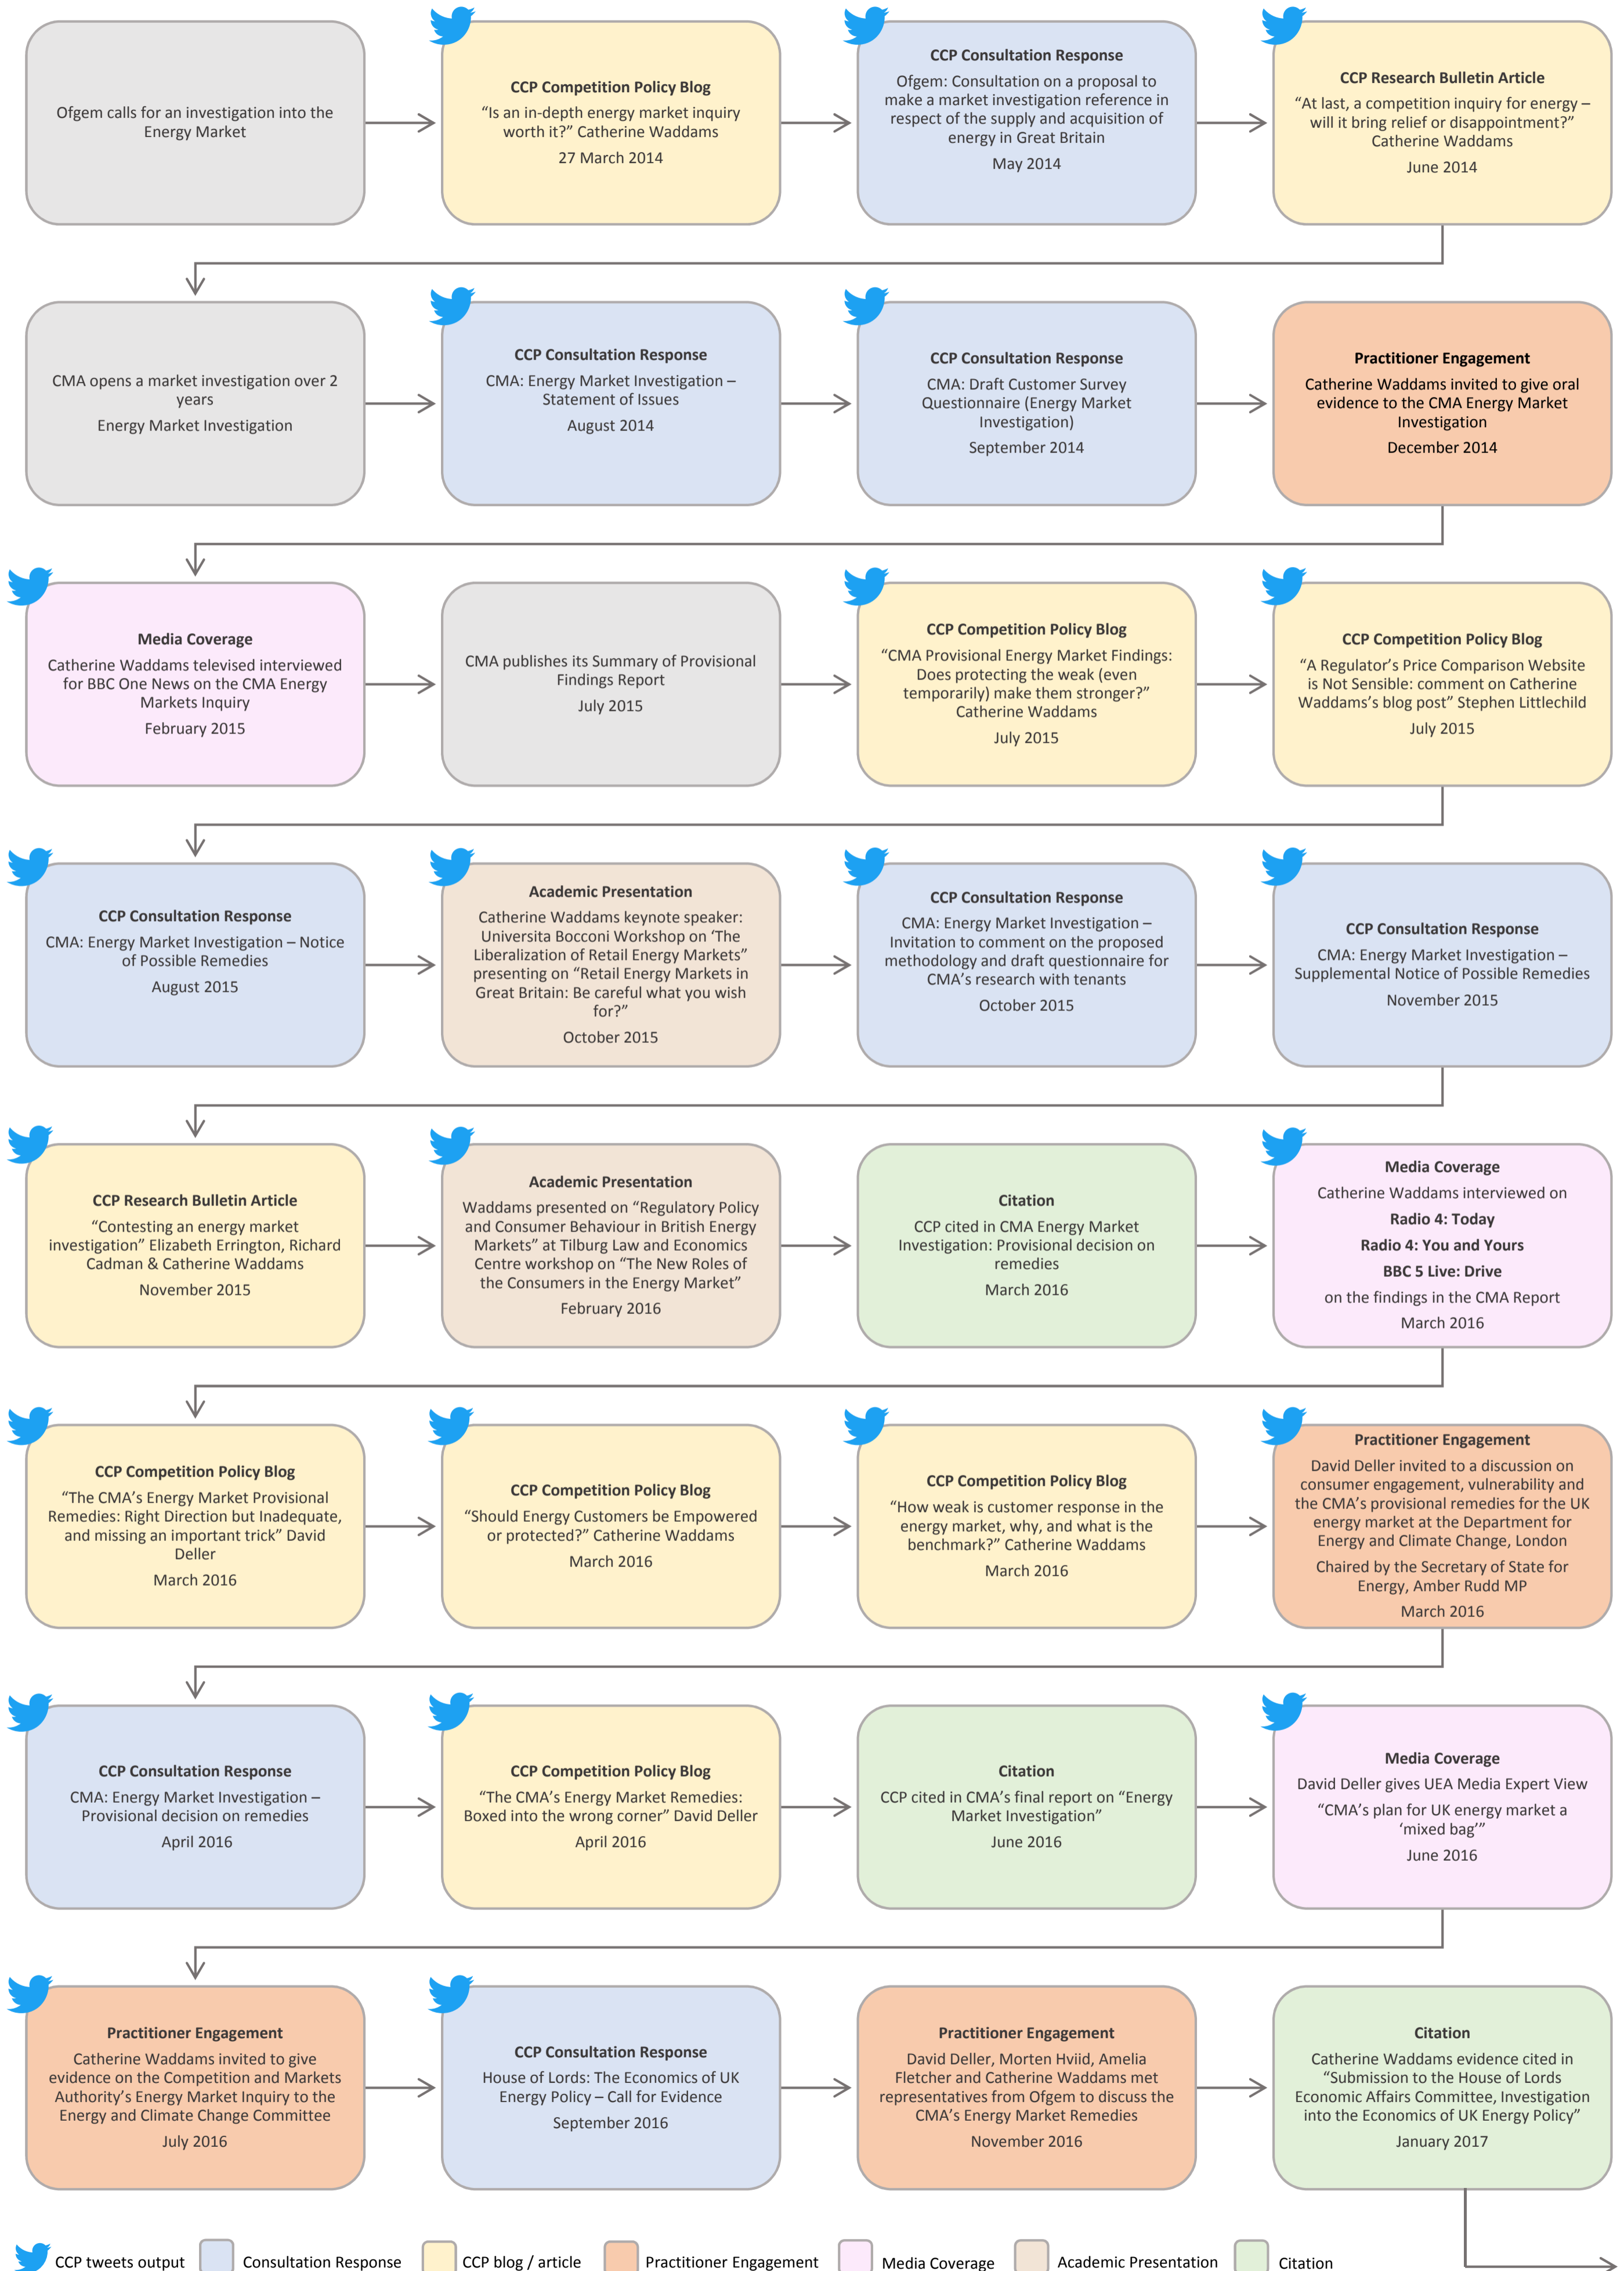 Ofgem calls for an investigation into the
Energy Market
CCP Competition Policy Blog
“Is an in-depth energy market inquiry
worth it?” Catherine Waddams
27 March 2014
CCP Consultation Response
Ofgem: Consultation on a proposal to
make a market investigation reference in
respect of the supply and acquisition of
energy in Great Britain
May 2014
CCP Research Bulletin Article
“At last, a competition inquiry for energy –
will it bring relief or disappointment?”
Catherine Waddams
June 2014
CMA opens a market investigation over 2
years
Energy Market Investigation
CCP Consultation Response
CMA: Energy Market Investigation –
Statement of Issues
August 2014
CCP Consultation Response
CMA: Draft Customer Survey
Questionnaire (Energy Market
Investigation)
September 2014
Practitioner Engagement
Catherine Waddams invited to give oral
evidence to the CMA Energy Market
Investigation
December 2014
Media Coverage
Catherine Waddams televised interviewed
for BBC One News on the CMA Energy
Markets Inquiry
February 2015
CMA publishes its Summary of Provisional
Findings Report
July 2015
CCP Competition Policy Blog
“CMA Provisional Energy Market Findings:
Does protecting the weak (even
temporarily) make them stronger?”
Catherine Waddams
July 2015
CCP Competition Policy Blog
“A Regulator’s Price Comparison Website
is Not Sensible: comment on Catherine
Waddams’s blog post” Stephen Littlechild
July 2015
CCP Consultation Response
CMA: Energy Market Investigation – Notice
of Possible Remedies
August 2015
Academic Presentation
Catherine Waddams keynote speaker:
Universita Bocconi Workshop on ‘The
Liberalization of Retail Energy Markets”
presenting on “Retail Energy Markets in
Great Britain: Be careful what you wish
for?”
October 2015
CCP Consultation Response
CMA: Energy Market Investigation –
Invitation to comment on the proposed
methodology and draft questionnaire for
CMA’s research with tenants
October 2015
CCP Consultation Response
CMA: Energy Market Investigation –
Supplemental Notice of Possible Remedies
November 2015
CCP Research Bulletin Article
“Contesting an energy market
investigation” Elizabeth Errington, Richard
Cadman & Catherine Waddams
November 2015
Academic Presentation
Waddams presented on “Regulatory Policy
and Consumer Behaviour in British Energy
Markets” at Tilburg Law and Economics
Centre workshop on “The New Roles of
the Consumers in the Energy Market”
February 2016
Citation
CCP cited in CMA Energy Market
Investigation: Provisional decision on
remedies
March 2016
Media Coverage
Catherine Waddams interviewed on
Radio 4: Today
Radio 4: You and Yours
BBC 5 Live: Drive
on the findings in the CMA Report
March 2016
CCP Competition Policy Blog
“The CMA’s Energy Market Provisional
Remedies: Right Direction but Inadequate,
and missing an important trick” David
Deller
March 2016
CCP Competition Policy Blog
“Should Energy Customers be Empowered
or protected?” Catherine Waddams
March 2016
CCP Competition Policy Blog
“How weak is customer response in the
energy market, why, and what is the
benchmark?” Catherine Waddams
March 2016
Practitioner Engagement
David Deller invited to a discussion on
consumer engagement, vulnerability and
the CMA’s provisional remedies for the UK
energy market at the Department for
Energy and Climate Change, London
Chaired by the Secretary of State for
Energy, Amber Rudd MP
March 2016
CCP Consultation Response
CMA: Energy Market Investigation –
Provisional decision on remedies
April 2016
CCP Competition Policy Blog
“The CMA’s Energy Market Remedies:
Boxed into the wrong corner” David Deller
April 2016
Citation
CCP cited in CMA’s final report on “Energy
Market Investigation”
June 2016
Media Coverage
David Deller gives UEA Media Expert View
“CMA’s plan for UK energy market a
‘mixed bag’”
June 2016
Practitioner Engagement
Catherine Waddams invited to give
evidence on the Competition and Markets
Authority’s Energy Market Inquiry to the
Energy and Climate Change Committee
July 2016
CCP Consultation Response
House of Lords: The Economics of UK
Energy Policy – Call for Evidence
September 2016
Practitioner Engagement
David Deller, Morten Hviid, Amelia
Fletcher and Catherine Waddams met
representatives from Ofgem to discuss the
CMA’s Energy Market Remedies
November 2016
Citation
Catherine Waddams evidence cited in
“Submission to the House of Lords
Economic Affairs Committee, Investigation
into the Economics of UK Energy Policy”
January 2017
CCP tweets output
Consultation Response
CCP blog / article
Practitioner Engagement
Media Coverage
Academic Presentation
Citation